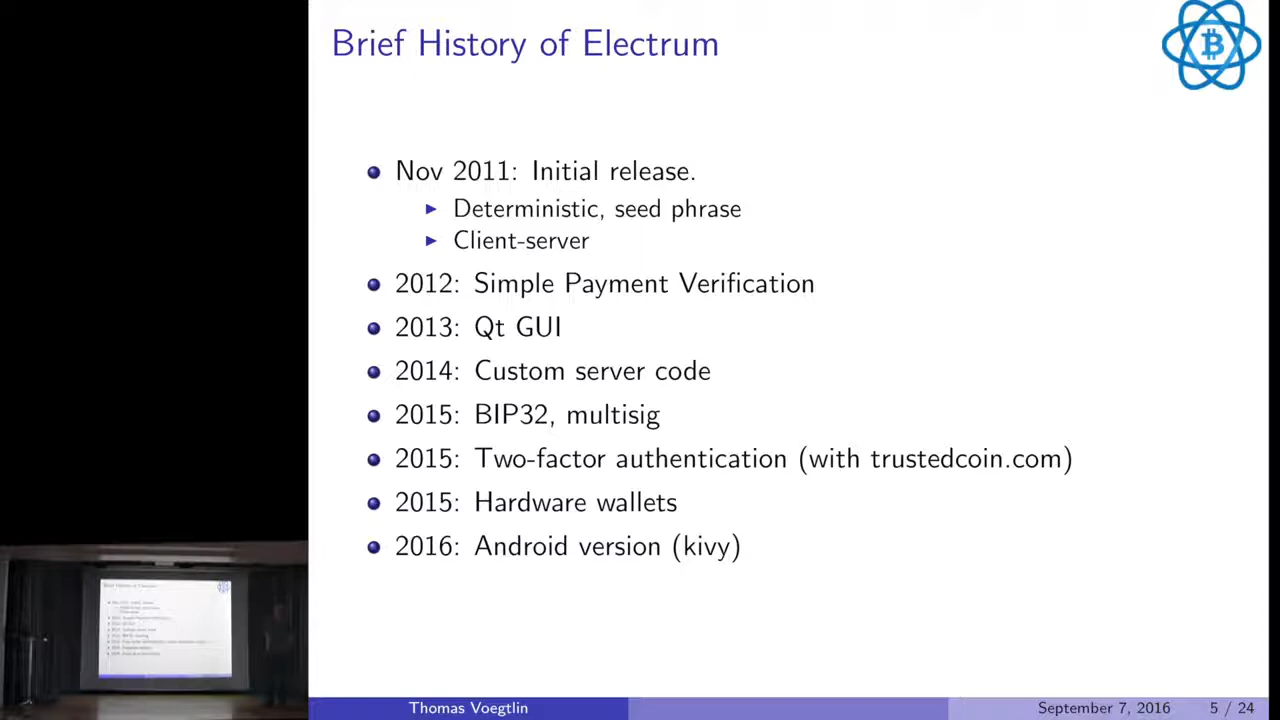 Brief History of Electrum
Nov 2011: Initial release.
Deterministic, seed phrase
Client-server
2012: Simple Payment Verification
2013: Qt GUI
2014: Custom server code
2015: BIP32, multisig
2015: Two-factor authentication (with trustedcoin.com)
2015: Hardware wallets
2016: Android version (kivy)
Thomas Voegtlin
September 7, 2016
5 / 24